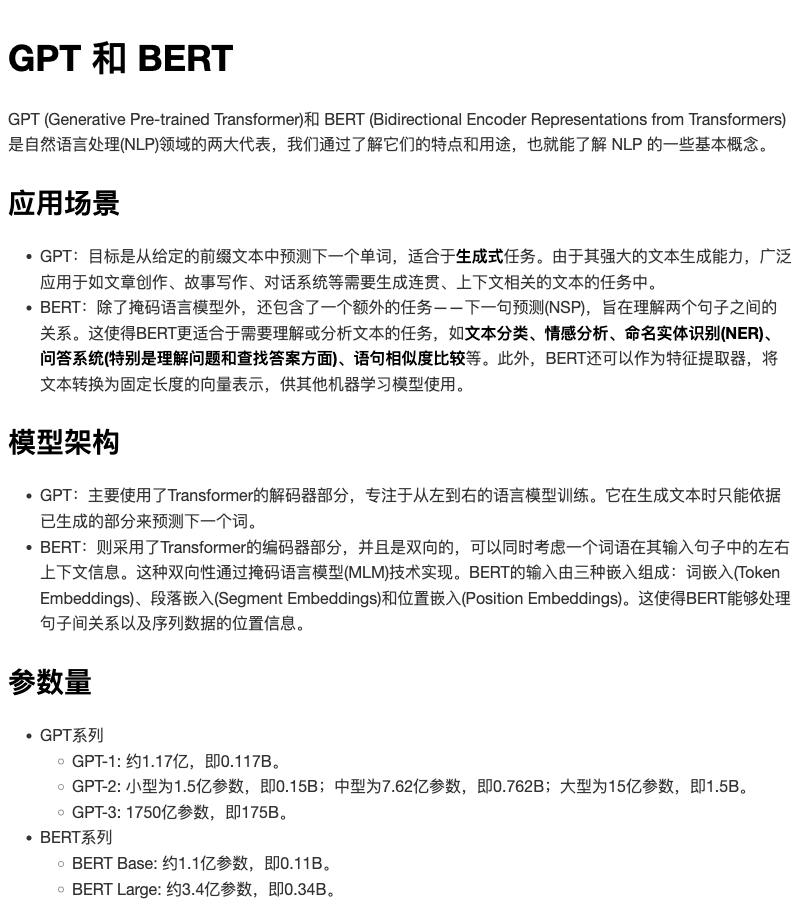 GPT 和 BERT
GPT (Generative Pre-trained Transformer)和 BERT (Bidirectional Encoder Representations from Transformers)
是自然语言处理(NLP)领域的两大代表，我们通过了解它们的特点和用途，也就能了解 NLP 的一些基本概念。
应用场景
• GPT：目标是从给定的前缀文本中预测下一个单词，适合于生成式任务。由于其强大的文本生成能力，广泛
应用于如文章创作、故事写作、对话系统等需要生成连贯、上下文相关的文本的任务中。
• BERT：除了掩码语言模型外，还包含了一个额外的任务——下一句预测(NSP)，旨在理解两个句子之间的
关系。这使得BERT更适合于需要理解或分析文本的任务，如文本分类、情感分析、命名实体识别(NER)、
问答系统(特别是理解问题和查找答案方面)、语句相似度比较等。此外，BERT还可以作为特征提取器，将
文本转换为固定长度的向量表示，供其他机器学习模型使用。
模型架构
• GPT：主要使用了Transformer的解码器部分，专注于从左到右的语言模型训练。它在生成文本时只能依据
已生成的部分来预测下一个词。
• BERT：则采用了Transformer的编码器部分，并且是双向的，可以同时考虑一个词语在其输入句子中的左右
上下文信息。这种双向性通过掩码语言模型(MLM)技术实现。BERT的输入由三种嵌入组成：词嵌入(Token
Embeddings)、段落嵌入(Segment Embeddings)和位置嵌入(Position Embeddings)。这使得BERT能够处理
句子间关系以及序列数据的位置信息。
参数量
• GPT系列
◦ GPT-1: 约1.17亿，即0.117B。
◦ GPT-2: 小型为1.5亿参数，即0.15B；中型为7.62亿参数，即0.762B；大型为15亿参数，即1.5B。
◦ GPT-3: 1750亿参数，即175B。
• BERT系列
◦ BERT Base: 约1.1亿参数，即0.11B。
◦ BERT Large: 约3.4亿参数，即0.34B。